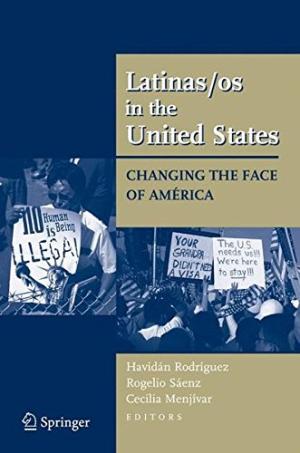 Latinas/os
in the
United States
CHANGING THE FACE
OF AMÉRICA
NO
Human
is Being
ILLEGAL!
YOUR
GRANDPA
DIDN'T NEED
A VISA
The U.S.
needs us!!!
We're here
to stay!!!
Havidán Rodríguez
Rogelio Sáenz
Cecilia Menjívar
EDITORS
Springer